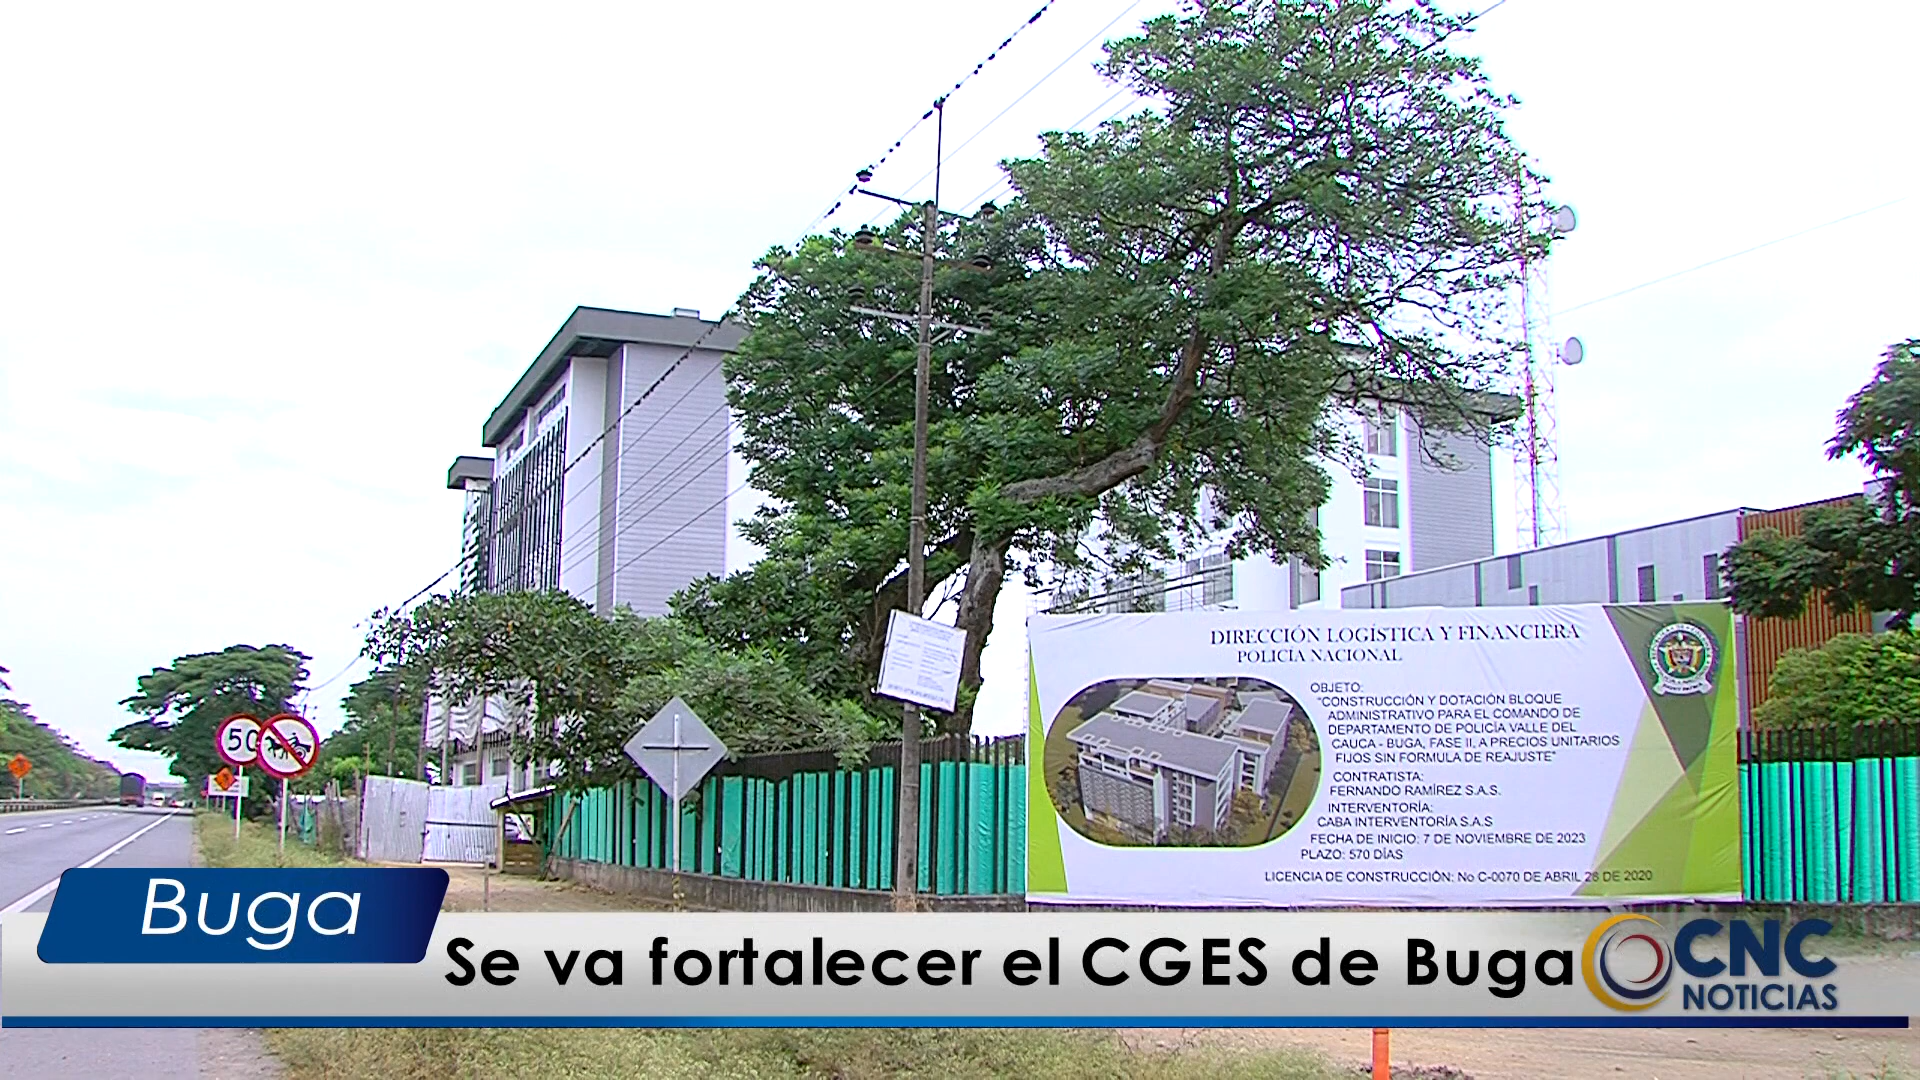 50
DIRECCIÓN LOGÍSTICA Y FINANCIERA
POLICIA NACIONAL
OBJETO:
"CONSTRUCCIÓN Y DOTACIÓN BLOQUE
ADMINISTRATIVO PARA EL COMANDO DE
DEPARTAMENTO DE POLICÍA VALLE DEL
CAUCA - BUGA, FASE II, A PRECIOS UNITARIOS
FIJOS SIN FORMULA DE REAJUSTE"
CONTRATISTA:
FERNANDO RAMÍREZ S.A.S.
INTERVENTORÍA:
CABA INTERVENTORÍA S.A.S
FECHA DE INICIO: 7 DE NOVIEMBRE DE 2023
PLAZO: 570 DÍAS
LICENCIA DE CONSTRUCCIÓN: No C-0070 DE ABRIL 26 DE 2020
Buga
Se va fortalecer el CGES de Buga
CNC
NOTICIAS